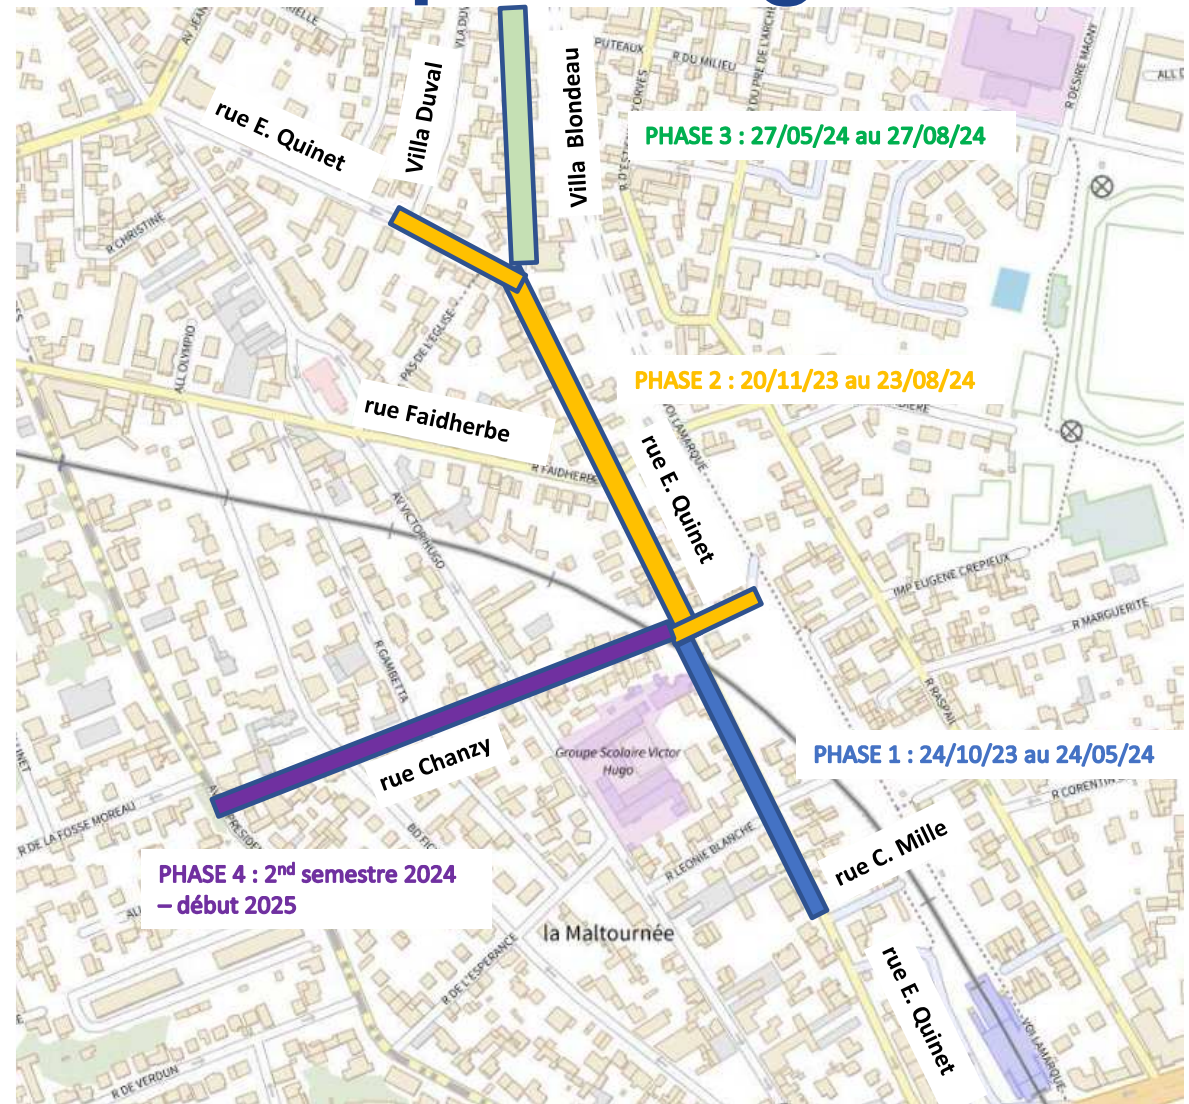 PUTEAUX
R DU MILIEU
R DESIRE MAGNY
ALL D
rue E. Quinet
Villa Duval
Villa Blondeau
PHASE 3 : 27/05/24 au 27/08/24
R CHRISTINE
ALL OLYMPIO
PAS DE L'EGLISE
PHASE 2 : 20/11/23 au 23/08/24
rue Faidherbe
R FAIDHERBE
rue E. Quinet
AV VICTOR HUGO
IMP EUGENE CREPIEUX
R MARGUERITE
R GAMBETTA
R RASPAIL
rue Chanzy
Groupe Scolaire Victor
Hugo
PHASE 1 : 24/10/23 au 24/05/24
R CORENTIN
R DE LA FOSSE MOREAU
R LEONIE BLANCHE
rue C. Mille
PHASE 4 : 2nd semestre 2024
– début 2025
la Maltournée
R DE L'ESPERANCE
rue E. Quinet
VOI LAMARQUE
R DE VERDUN